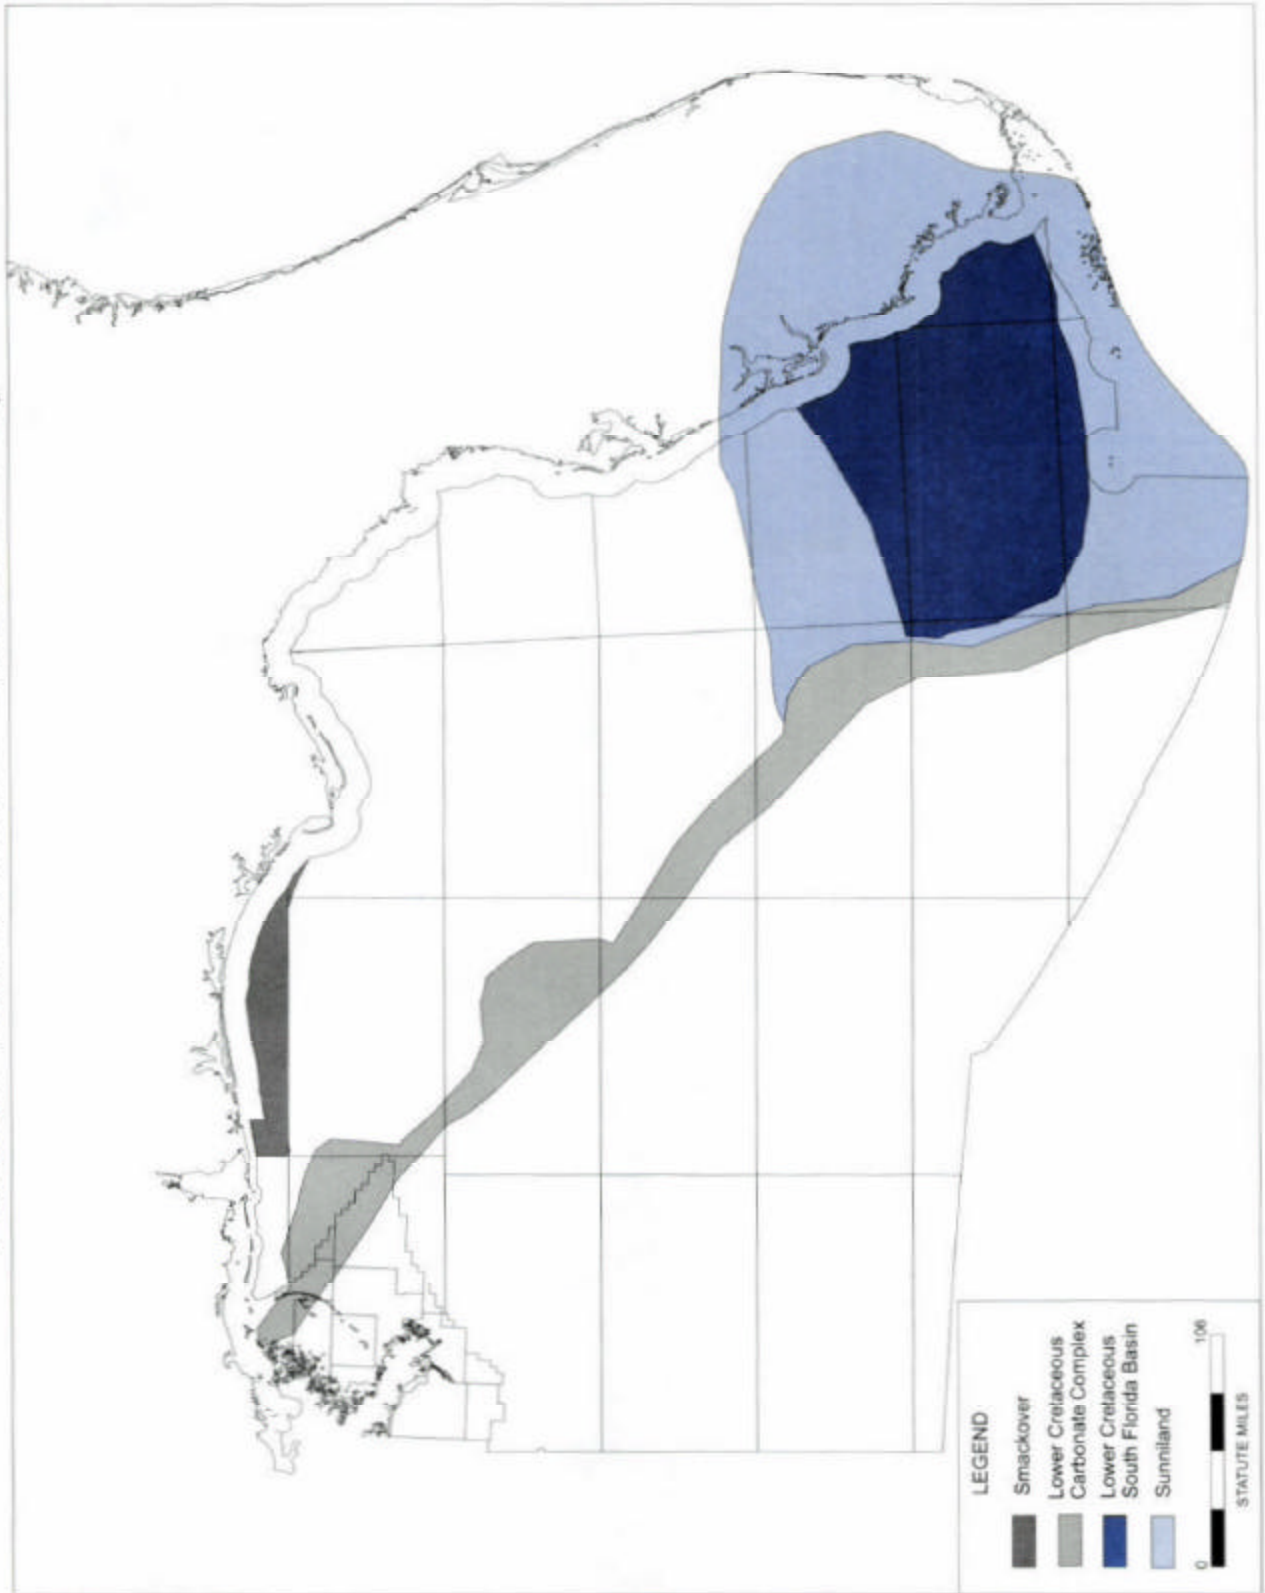 LEGEND
Smackover
Lower Cretaceous
Carbonate Complex
Lower Cretaceous
South Florida Basin
Sunniland
0 106
STATUTE MILES